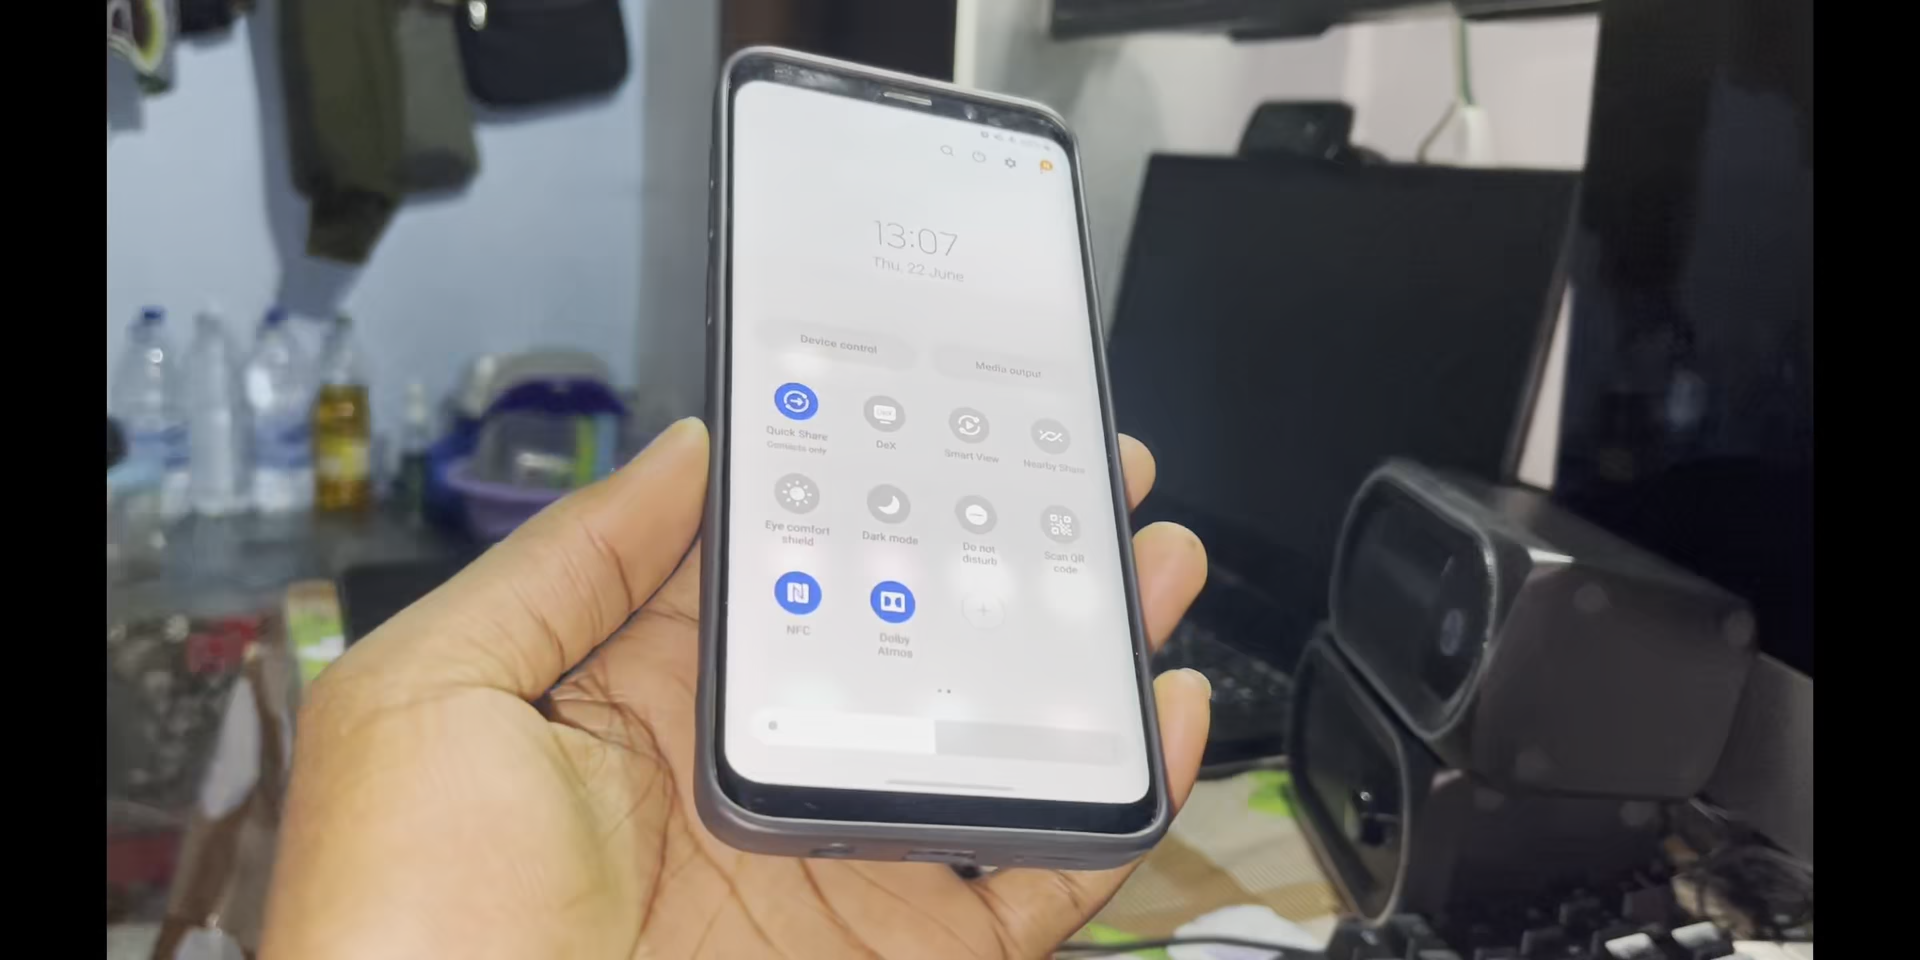 13:07
Thu, 22 June
Device control
Media output
Quick Share
Contacts only
DeX
Smart View
Nearby Share
Eye comfort
shield
Dark mode
Do not
disturb
Scan QR
code
NFC
Dolby
Atmos